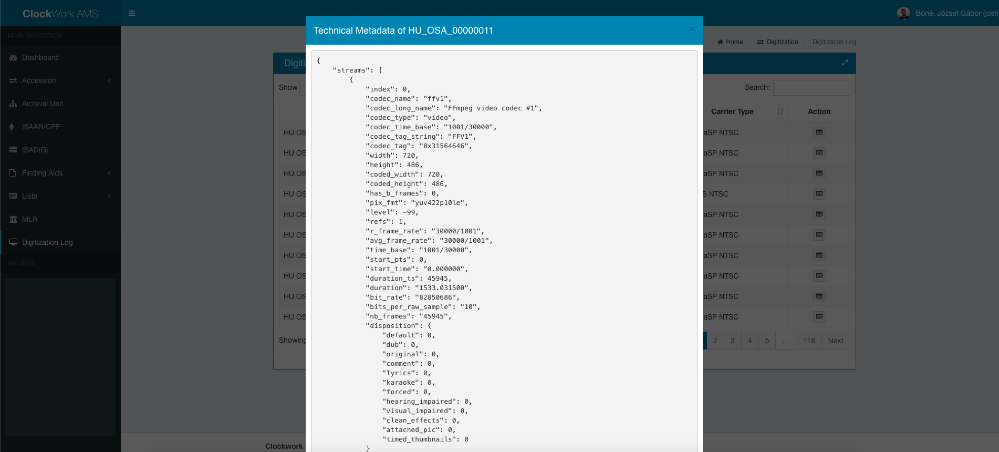 ClockWork AMS
Bóné, József Gábor (josh
MAIN NAVIGATION
Dashboard
Accession
Archival Unit
ISAAR/CPF
ISAD(G)
Finding Aids
Lists
MLR
Digitization Log
INFOBOX
Home > Digitization > Digitization Log
Digiti
Show
Search:
Carrier Type
Action
HU OS
aSP NTSC
HU OS
aSP NTSC
HU OS
aSP NTSC
HU OS
S NTSC
HU OS
aSP NTSC
HU OS
aSP NTSC
HU OS
aSP NTSC
HU OS
aSP NTSC
HU OS
aSP NTSC
HU OS
aSP NTSC
Showing
2 3 4 5 … 118 Next
Clockwork
Technical Metadata of HU_OSA_00000011
×
{
"streams": [
{
"index": 0,
"codec_name": "ffv1",
"codec_long_name": "FFmpeg video codec #1",
"codec_type": "video",
"codec_time_base": "1001/30000",
"codec_tag_string": "FFV1",
"codec_tag": "0x31564646",
"width": 720,
"height": 486,
"coded_width": 720,
"coded_height": 486,
"has_b_frames": 0,
"pix_fmt": "yuv422p10le",
"level": -99,
"refs": 1,
"r_frame_rate": "30000/1001",
"avg_frame_rate": "30000/1001",
"time_base": "1001/30000",
"start_pts": 0,
"start_time": "0.000000",
"duration_ts": 45945,
"duration": "1533.031500",
"bit_rate": "82850686",
"bits_per_raw_sample": "10",
"nb_frames": "45945",
"disposition": {
"default": 0,
"dub": 0,
"original": 0,
"comment": 0,
"lyrics": 0,
"karaoke": 0,
"forced": 0,
"hearing_impaired": 0,
"visual_impaired": 0,
"clean_effects": 0,
"attached_pic": 0,
"timed_thumbnails": 0
}